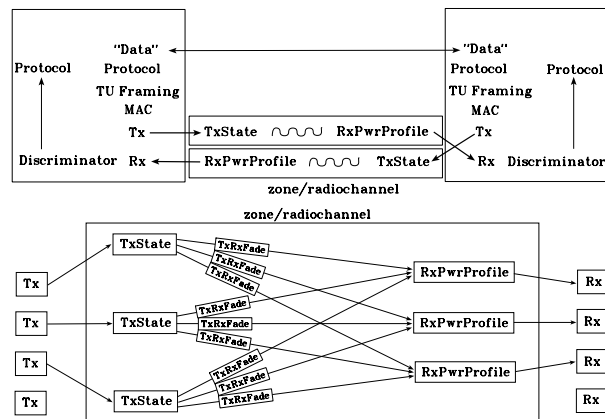 "Data" "Data"
Protocol Protocol Protocol Protocol
TU Framing TU Framing
MAC MAC
Tx TxState RxPwrProfile Tx
Discriminator Rx RxPwrProfile TxState Rx Discriminator
zone/radiochannel
zone/radiochannel
TxState TxRxFade
TxRxFade
TxRxFade RxPwrProfile
Tx Rx
TxRxFade
Tx TxState TxRxFade RxPwrProfile Rx
TxRxFade
Tx TxRxFade RxPwrProfile Rx
TxRxFade
Tx TxState TxRxFade Rx